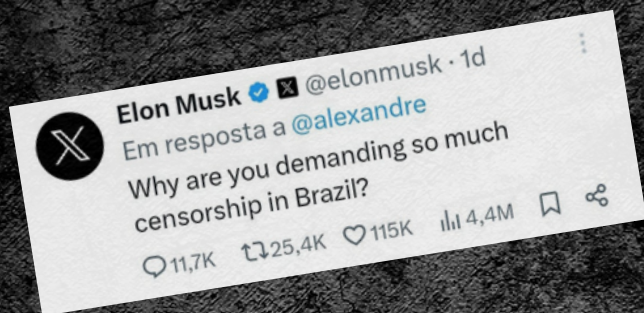 Elon Musk @elonmusk · 1d
Em resposta a @alexandre
Why are you demanding so much
censorship in Brazil?
11,7K 25,4K 115K 4,4M